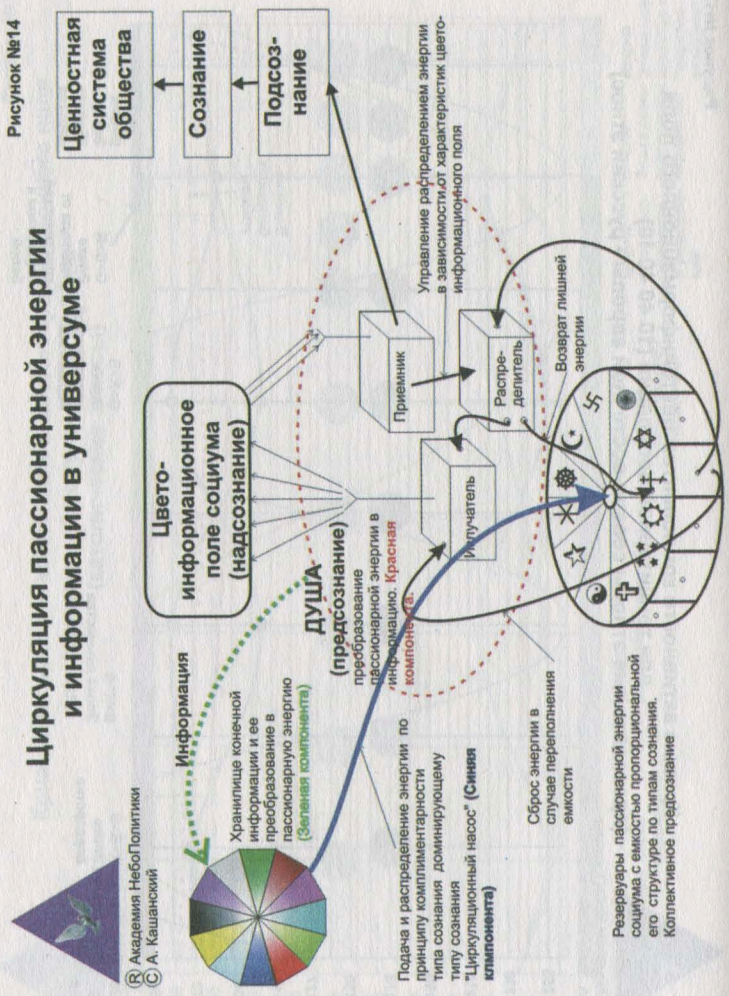 Рисунок №14
Циркуляция пассионарной энергии
и информации в универсуме
® Академия НебоПолитики
© А. Кашанский
Цвето-
информационное
поле социума
(надсознание)
Ценностная
система
общества
Сознание
Подсоз-
нание
Информация
Хранилище конечной
информации и ее
преобразование в
пассионарную энергию
(Зеленая компонента)
ДУША
(предсознание)
преобразование
пассионарной энергии в
информацию. Красная
компонента.
Приемник
Излучатель
Распре-
делитель
Управление распределением энергии
в зависимости от характеристик цвето-
информационного поля
Возврат лишней
энергии
Подача и распределение энергии по
принципу комплиментарности
типа сознания доминирующему
типу сознания
"Циркуляционный насос" (Синяя
клмпонента)
Сброс энергии в
случае переполнения
емкости
Резервуары пассионарной энергии
социума с емкостью пропорциональной
его структуре по типам сознания.
Коллективное предсознание